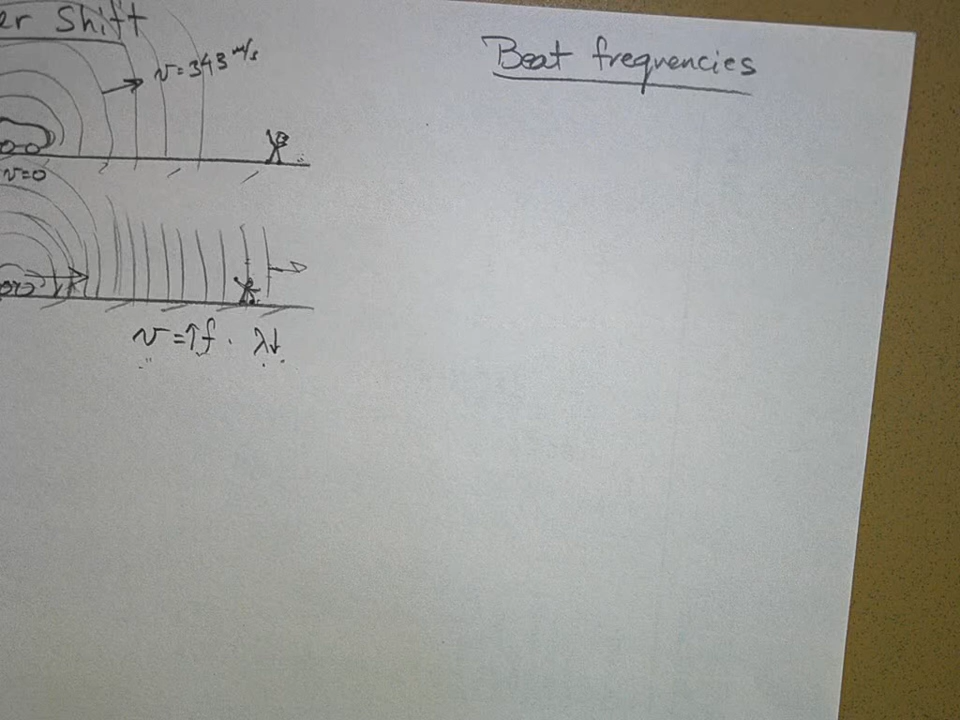 er Shift
v = 343 m/s
v=0
v = ↑f · λ↓
Beat frequencies